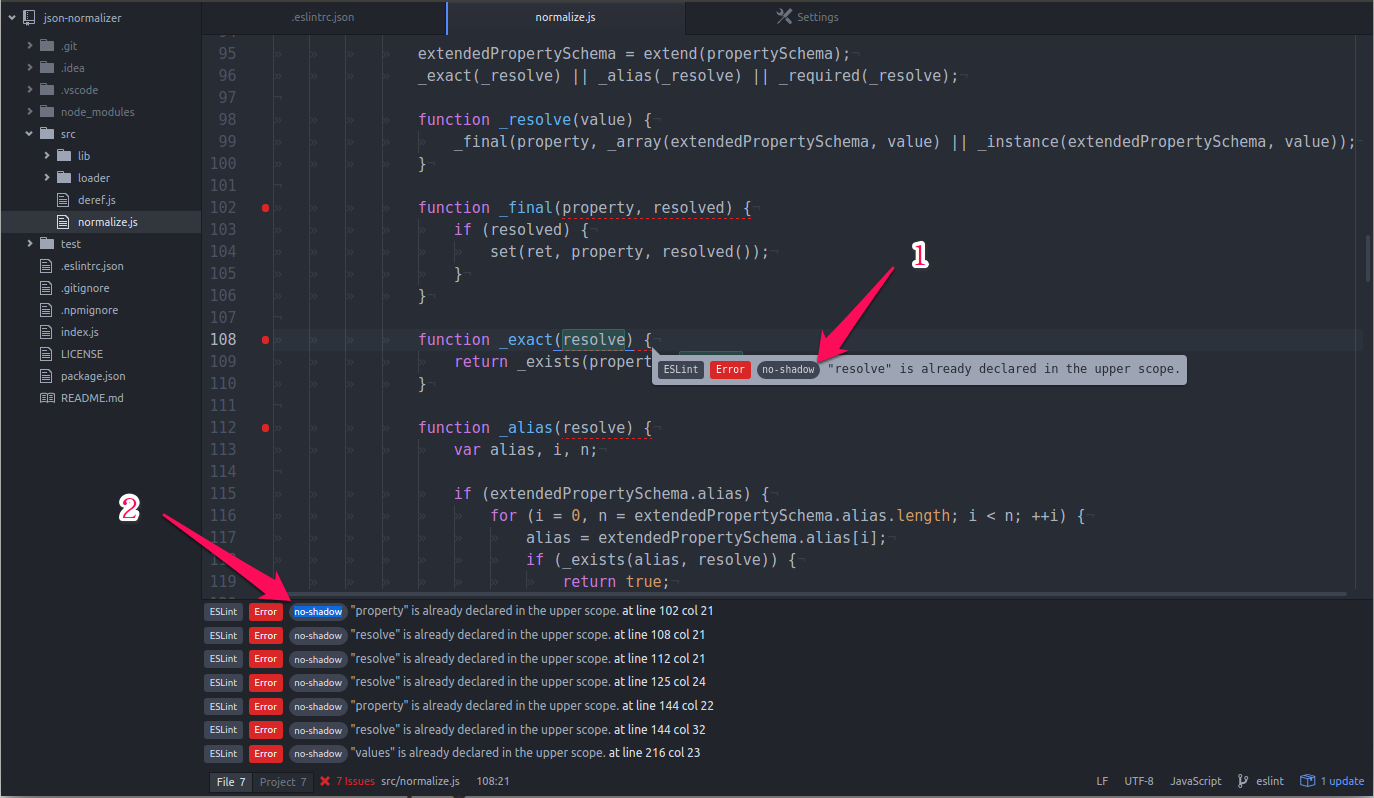 json-normalizer
.eslintrc.json
normalize.js
Settings
.git
.idea
.vscode
node_modules
src
lib
loader
deref.js
normalize.js
test
.eslintrc.json
.gitignore
.npmignore
index.js
LICENSE
package.json
README.md
95 extendedPropertySchema = extend(propertySchema);
96 _exact(_resolve) || _alias(_resolve) || _required(_resolve);
97
98 function _resolve(value) {
99 _final(property, _array(extendedPropertySchema, value) || _instance(extendedPropertySchema, value));
100 }
101
102 function _final(property, resolved) {
103 if (resolved) {
104 set(ret, property, resolved());
105 }
106 }
107
108 function _exact(resolve) {
109 return _exists(propert
ESLint Error no-shadow "resolve" is already declared in the upper scope.
110 }
111
112 function _alias(resolve) {
113 var alias, i, n;
114
115 if (extendedPropertySchema.alias) {
116 for (i = 0, n = extendedPropertySchema.alias.length; i < n; ++i) {
117 alias = extendedPropertySchema.alias[i];
if (_exists(alias, resolve)) {
119 return true;
1
2
ESLint Error no-shadow "property" is already declared in the upper scope. at line 102 col 21
ESLint Error no-shadow "resolve" is already declared in the upper scope. at line 108 col 21
ESLint Error no-shadow "resolve" is already declared in the upper scope. at line 112 col 21
ESLint Error no-shadow "resolve" is already declared in the upper scope. at line 125 col 24
ESLint Error no-shadow "property" is already declared in the upper scope. at line 144 col 22
ESLint Error no-shadow "resolve" is already declared in the upper scope. at line 144 col 32
ESLint Error no-shadow "values" is already declared in the upper scope. at line 216 col 23
File 7 Project 7 7 Issues src/normalize.js 108:21 LF UTF-8 JavaScript eslint 1 update